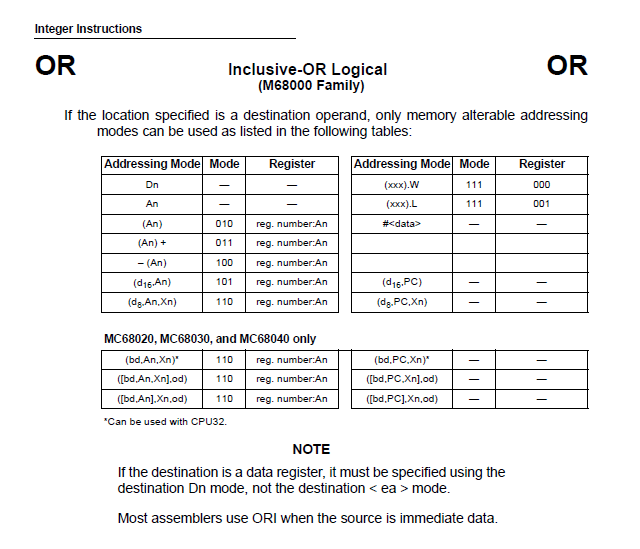 Integer Instructions
OR Inclusive-OR Logical OR
(M68000 Family)
If the location specified is a destination operand, only memory alterable addressing
modes can be used as listed in the following tables:
Addressing Mode Mode Register Addressing Mode Mode Register
Dn — — (xxx).W 111 000
An — — (xxx).L 111 001
(An) 010 reg. number:An #<data> — —
(An) + 011 reg. number:An
– (An) 100 reg. number:An
(d16,An) 101 reg. number:An (d16,PC) — —
(d8,An,Xn) 110 reg. number:An (d8,PC,Xn) — —
MC68020, MC68030, and MC68040 only
(bd,An,Xn)* 110 reg. number:An (bd,PC,Xn)* — —
([bd,An,Xn],od) 110 reg. number:An ([bd,PC,Xn],od) — —
([bd,An],Xn,od) 110 reg. number:An ([bd,PC],Xn,od) — —
*Can be used with CPU32.
NOTE
If the destination is a data register, it must be specified using the
destination Dn mode, not the destination < ea > mode.
Most assemblers use ORI when the source is immediate data.